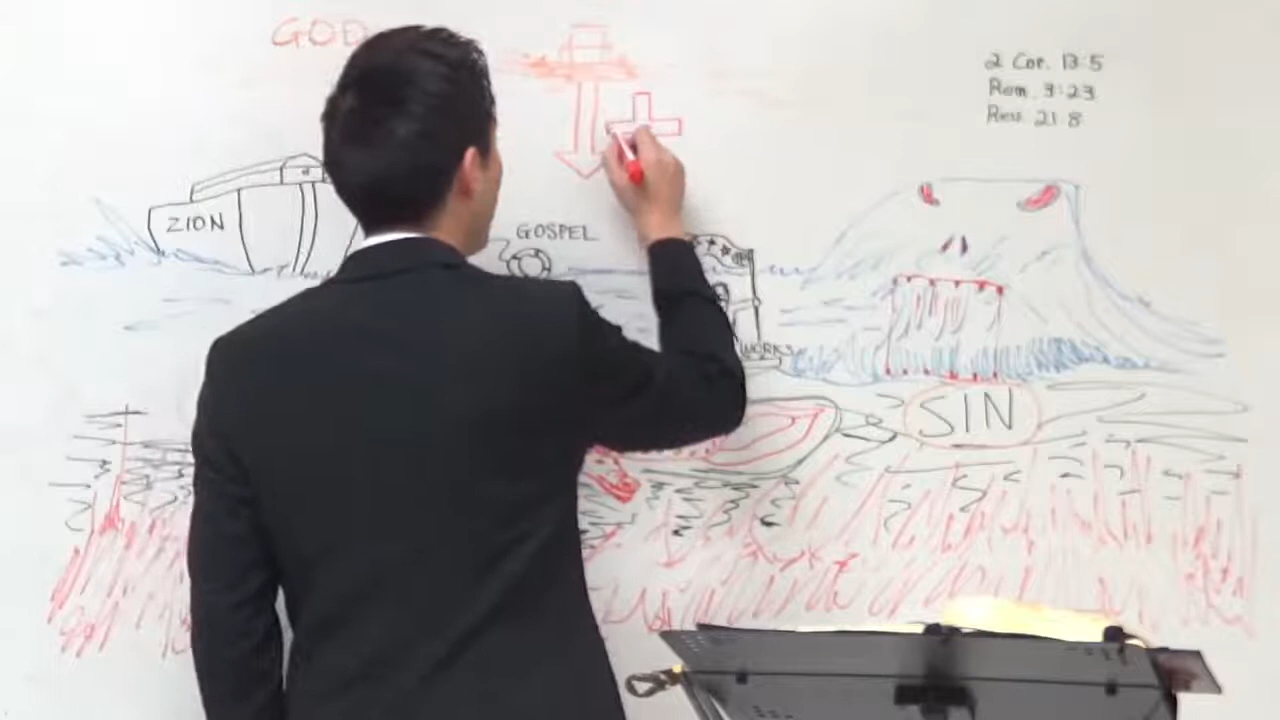 GOD
2 Cor. 13:5
Rom. 3:23
Rev. 21:8
ZION
GOSPEL
WORKS
SIN